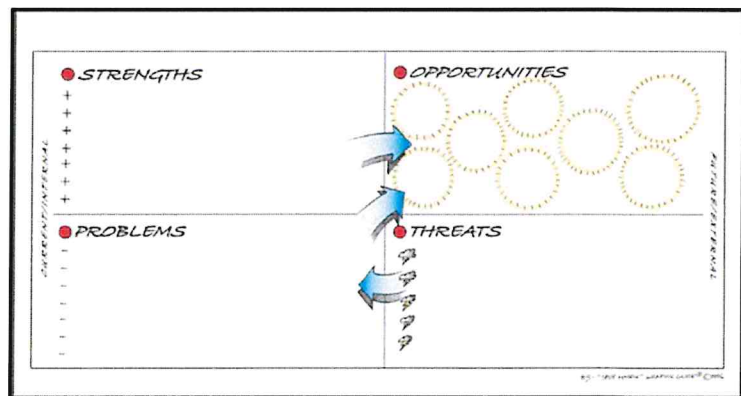 STRENGTHS
OPPORTUNITIES
+
+
+
+
+
+
+
CURRENT/INTERNAL
FUTURE/EXTERNAL
PROBLEMS
THREATS
-
-
-
-
-
-
-